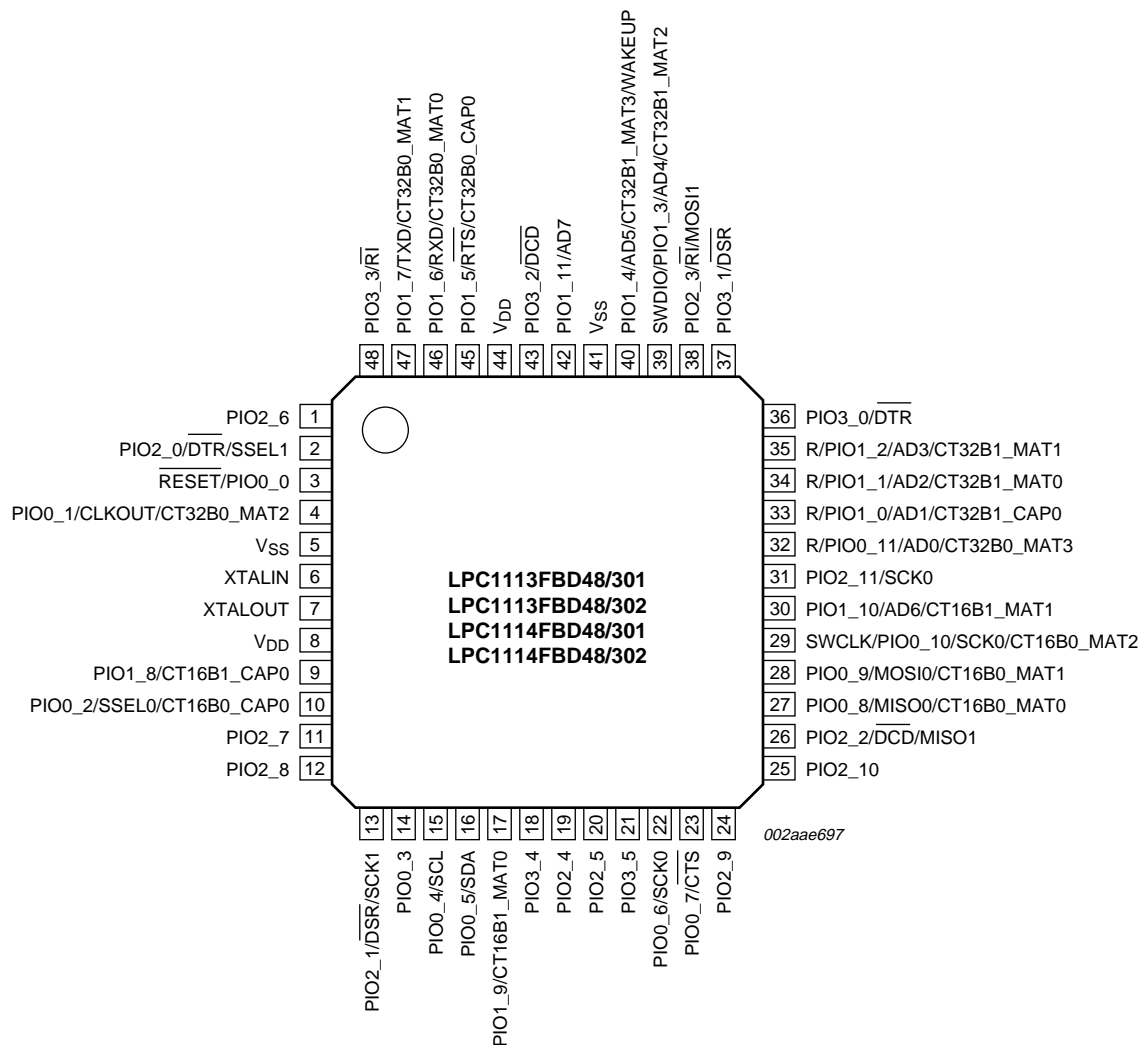 PIO3_3/RI
PIO1_7/TXD/CT32B0_MAT1
PIO1_6/RXD/CT32B0_MAT0
PIO1_5/RTS/CT32B0_CAP0
VDD
PIO3_2/DCD
PIO1_11/AD7
VSS
PIO1_4/AD5/CT32B1_MAT3/WAKEUP
SWDIO/PIO1_3/AD4/CT32B1_MAT2
PIO2_3/RI/MOSI1
PIO3_1/DSR
48
47
46
45
44
43
42
41
40
39
38
37
PIO2_6 1
PIO2_0/DTR/SSEL1 2
RESET/PIO0_0 3
PIO0_1/CLKOUT/CT32B0_MAT2 4
VSS 5
XTALIN 6
XTALOUT 7
VDD 8
PIO1_8/CT16B1_CAP0 9
PIO0_2/SSEL0/CT16B0_CAP0 10
PIO2_7 11
PIO2_8 12
LPC1113FBD48/301
LPC1113FBD48/302
LPC1114FBD48/301
LPC1114FBD48/302
36 PIO3_0/DTR
35 R/PIO1_2/AD3/CT32B1_MAT1
34 R/PIO1_1/AD2/CT32B1_MAT0
33 R/PIO1_0/AD1/CT32B1_CAP0
32 R/PIO0_11/AD0/CT32B0_MAT3
31 PIO2_11/SCK0
30 PIO1_10/AD6/CT16B1_MAT1
29 SWCLK/PIO0_10/SCK0/CT16B0_MAT2
28 PIO0_9/MOSI0/CT16B0_MAT1
27 PIO0_8/MISO0/CT16B0_MAT0
26 PIO2_2/DCD/MISO1
25 PIO2_10
13
14
15
16
17
18
19
20
21
22
23
24
PIO2_1/DSR/SCK1
PIO0_3
PIO0_4/SCL
PIO0_5/SDA
PIO1_9/CT16B1_MAT0
PIO3_4
PIO2_4
PIO2_5
PIO3_5
PIO0_6/SCK0
PIO0_7/CTS
PIO2_9
002aae697